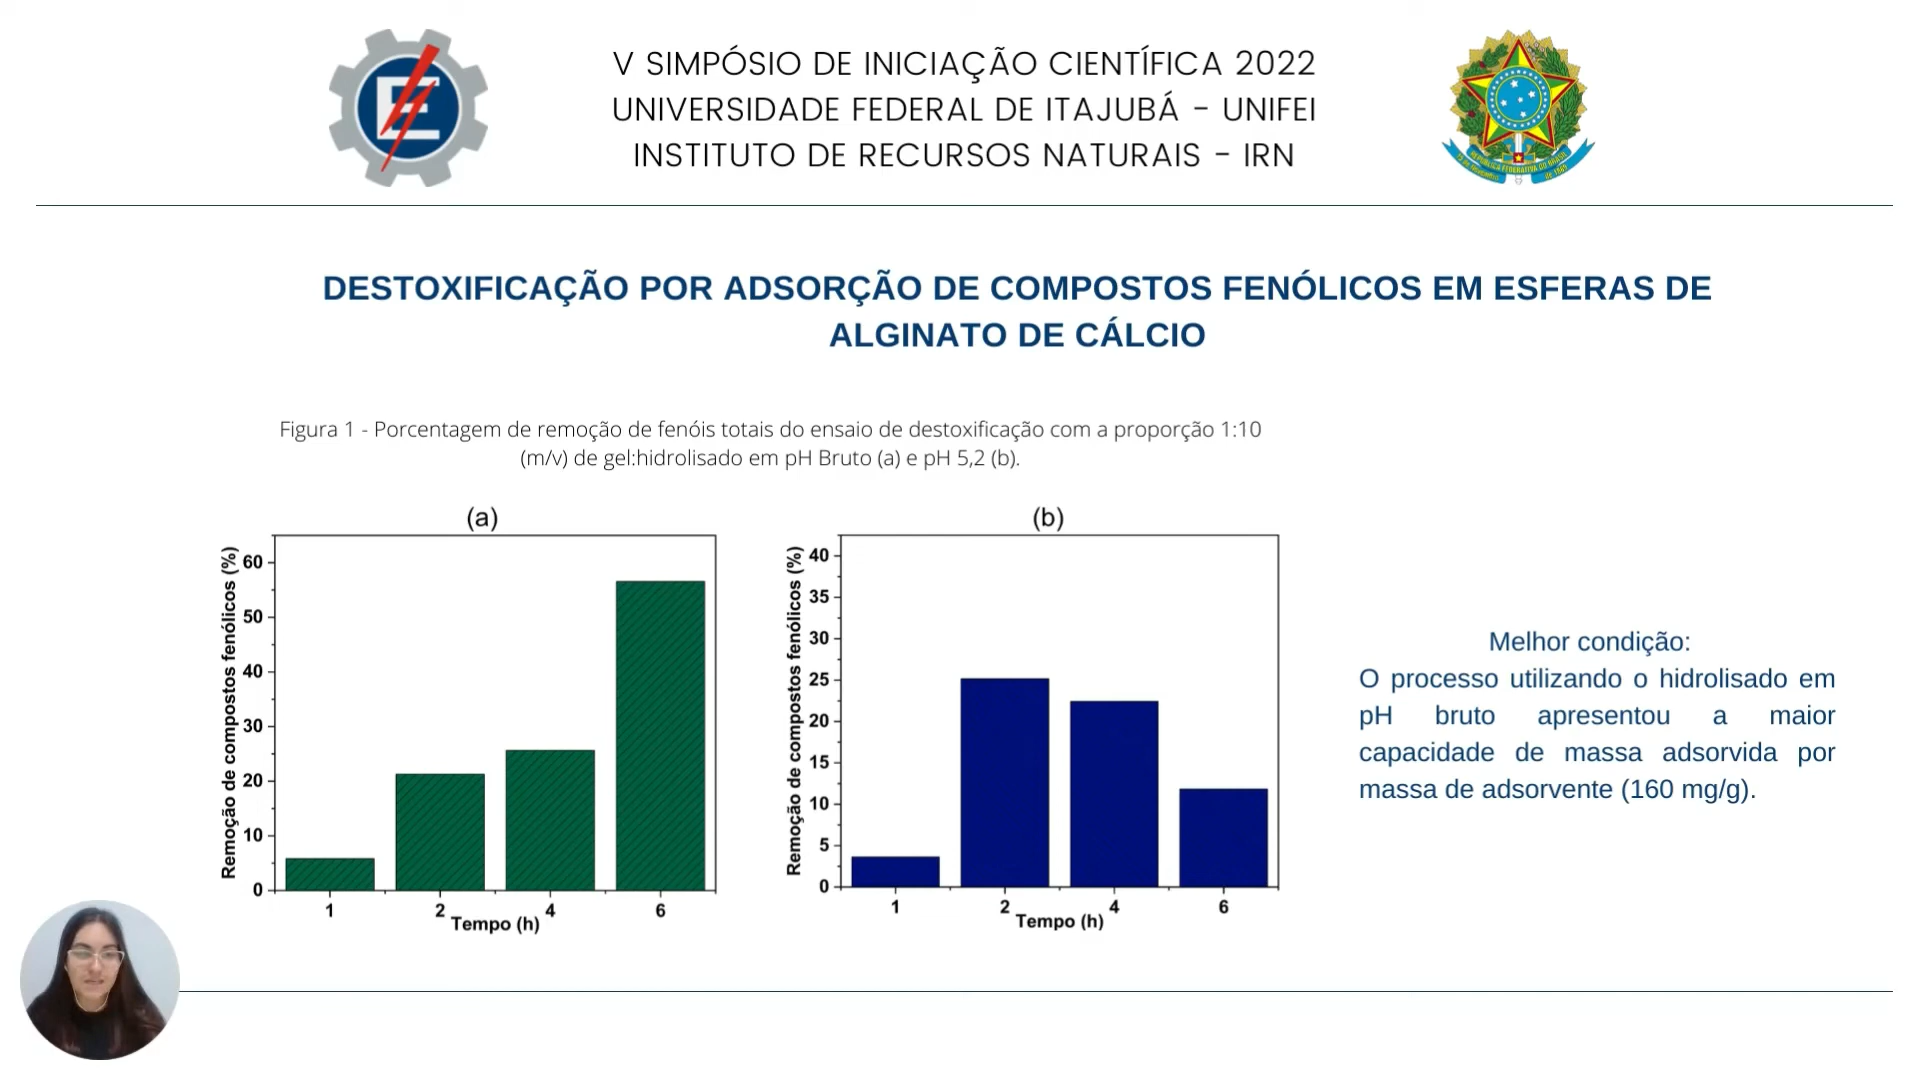 V SIMPÓSIO DE INICIAÇÃO CIENTÍFICA 2022
UNIVERSIDADE FEDERAL DE ITAJUBÁ - UNIFEI
INSTITUTO DE RECURSOS NATURAIS - IRN
DESTOXIFICAÇÃO POR ADSORÇÃO DE COMPOSTOS FENÓLICOS EM ESFERAS DE
ALGINATO DE CÁLCIO
Figura 1 - Porcentagem de remoção de fenóis totais do ensaio de destoxificação com a proporção 1:10
(m/v) de gel:hidrolisado em pH Bruto (a) e pH 5,2 (b).
(a)
Remoção de compostos fenólicos (%)
60
50
40
30
20
10
0
1 2 4 6
Tempo (h)
(b)
Remoção de compostos fenólicos (%)
40
35
30
25
20
15
10
5
0
1 2 4 6
Tempo (h)
Melhor condição:
O processo utilizando o hidrolisado em
pH bruto apresentou a maior
capacidade de massa adsorvida por
massa de adsorvente (160 mg/g).